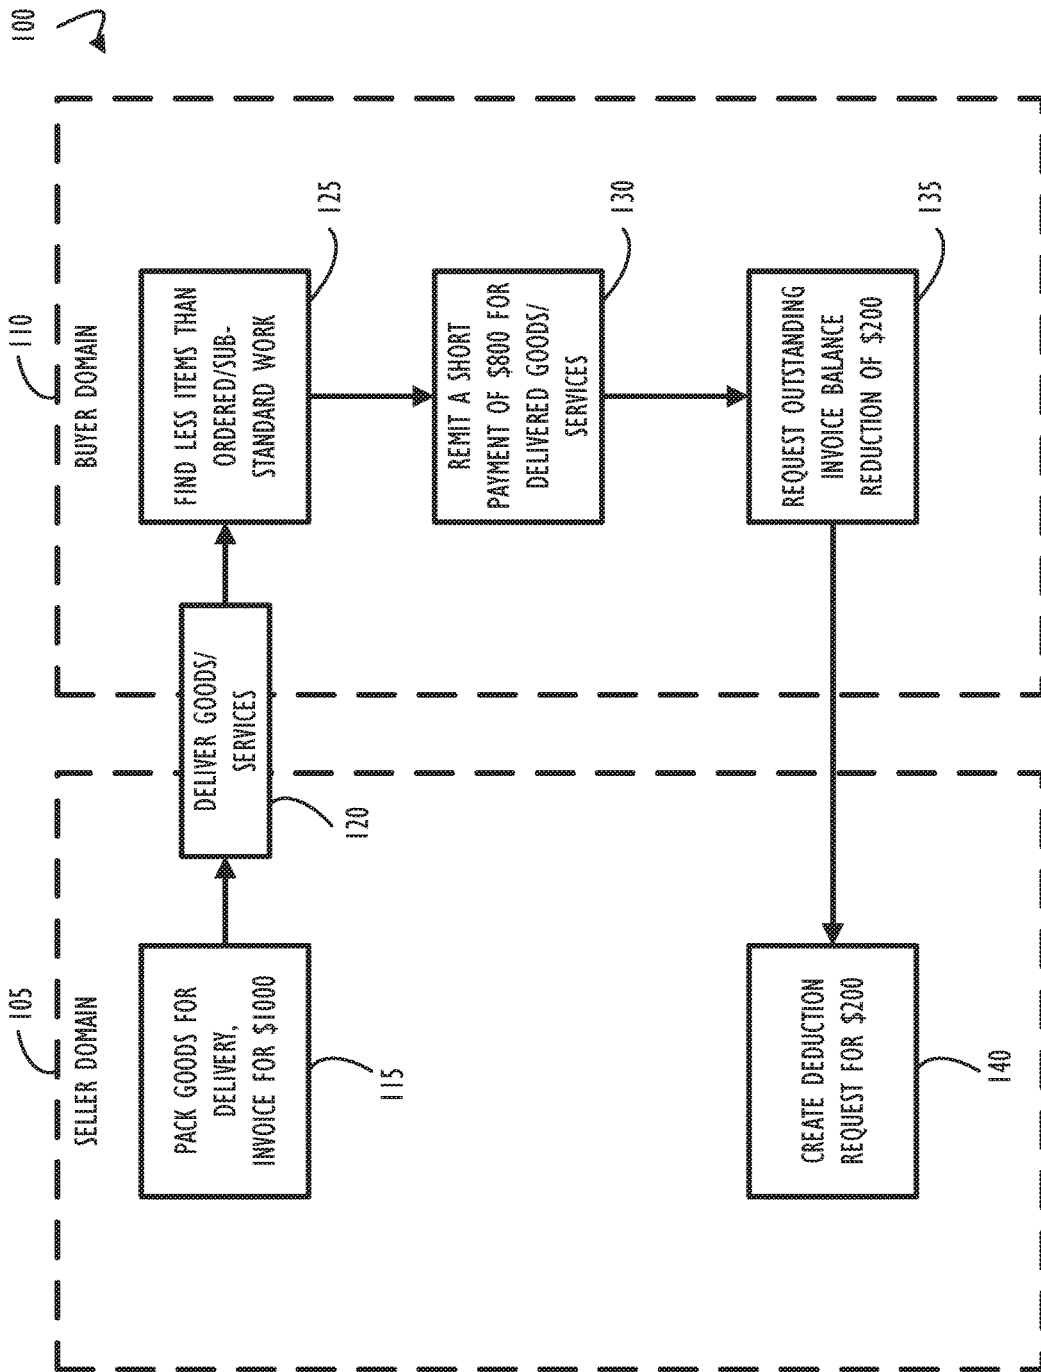 100
105
SELLER DOMAIN
110
BUYER DOMAIN
PACK GOODS FOR
DELIVERY,
INVOICE FOR $1000
115
DELIVER GOODS/
SERVICES
120
FIND LESS ITEMS THAN
ORDERED/SUB-
STANDARD WORK
125
REMIT A SHORT
PAYMENT OF $800 FOR
DELIVERED GOODS/
SERVICES
130
REQUEST OUTSTANDING
INVOICE BALANCE
REDUCTION OF $200
135
CREATE DEDUCTION
REQUEST FOR $200
140